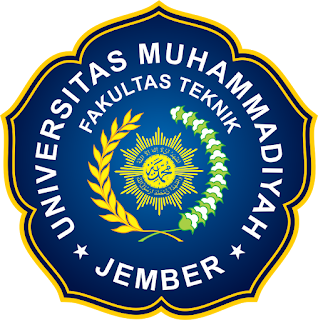 UNIVERSITAS MUHAMMADIYAH
FAKULTAS TEKNIK
JEMBER